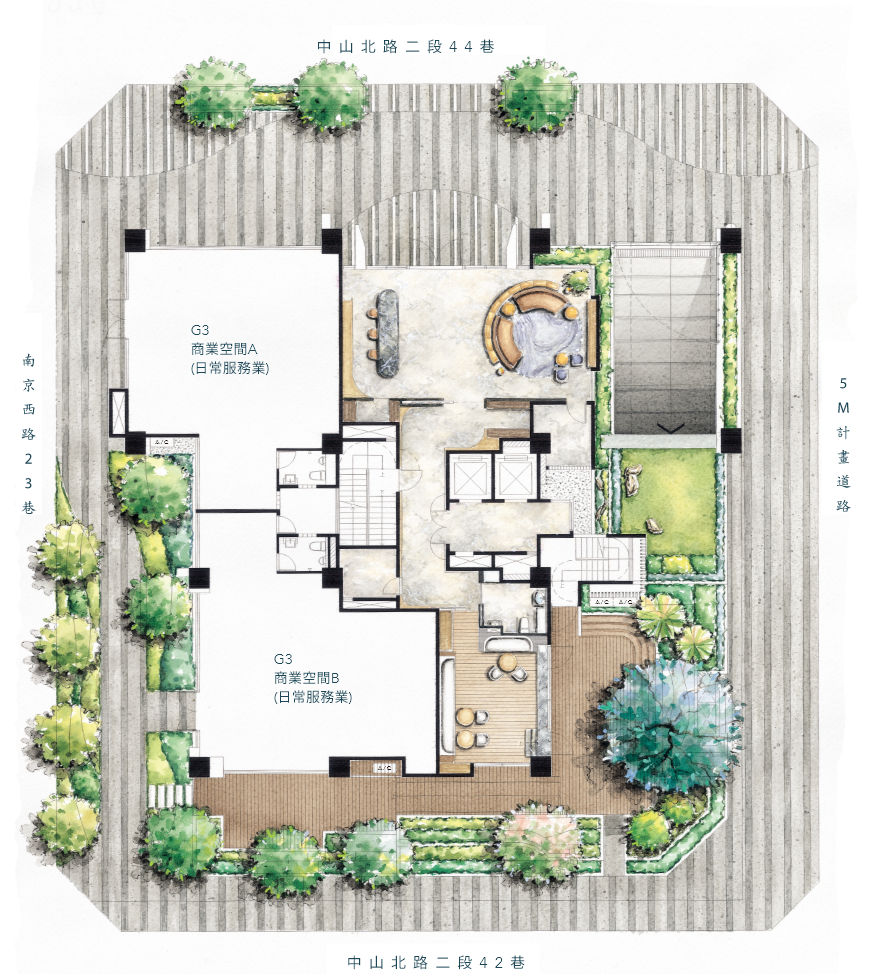 中山北路二段44巷
G3
商業空間A
(日常服務業)
南京西路23巷
5M計畫道路
A/C
A/C A/C
G3
商業空間B
(日常服務業)
A/C
中山北路二段42巷